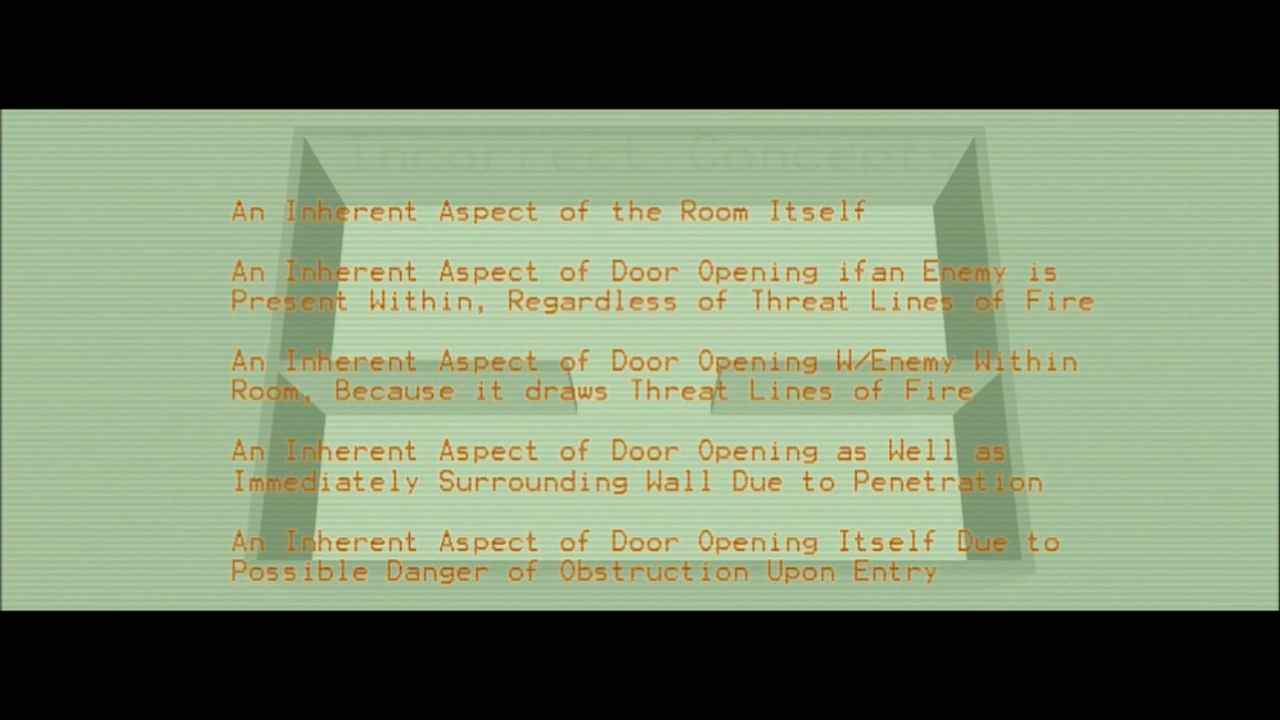 Incorrect Concepts
An Inherent Aspect of the Room Itself
An Inherent Aspect of Door Opening ifan Enemy is
Present Within, Regardless of Threat Lines of Fire
An Inherent Aspect of Door Opening W/Enemy Within
Room, Because it draws Threat Lines of Fire
An Inherent Aspect of Door Opening as Well as
Immediately Surrounding Wall Due to Penetration
An Inherent Aspect of Door Opening Itself Due to
Possible Danger of Obstruction Upon Entry